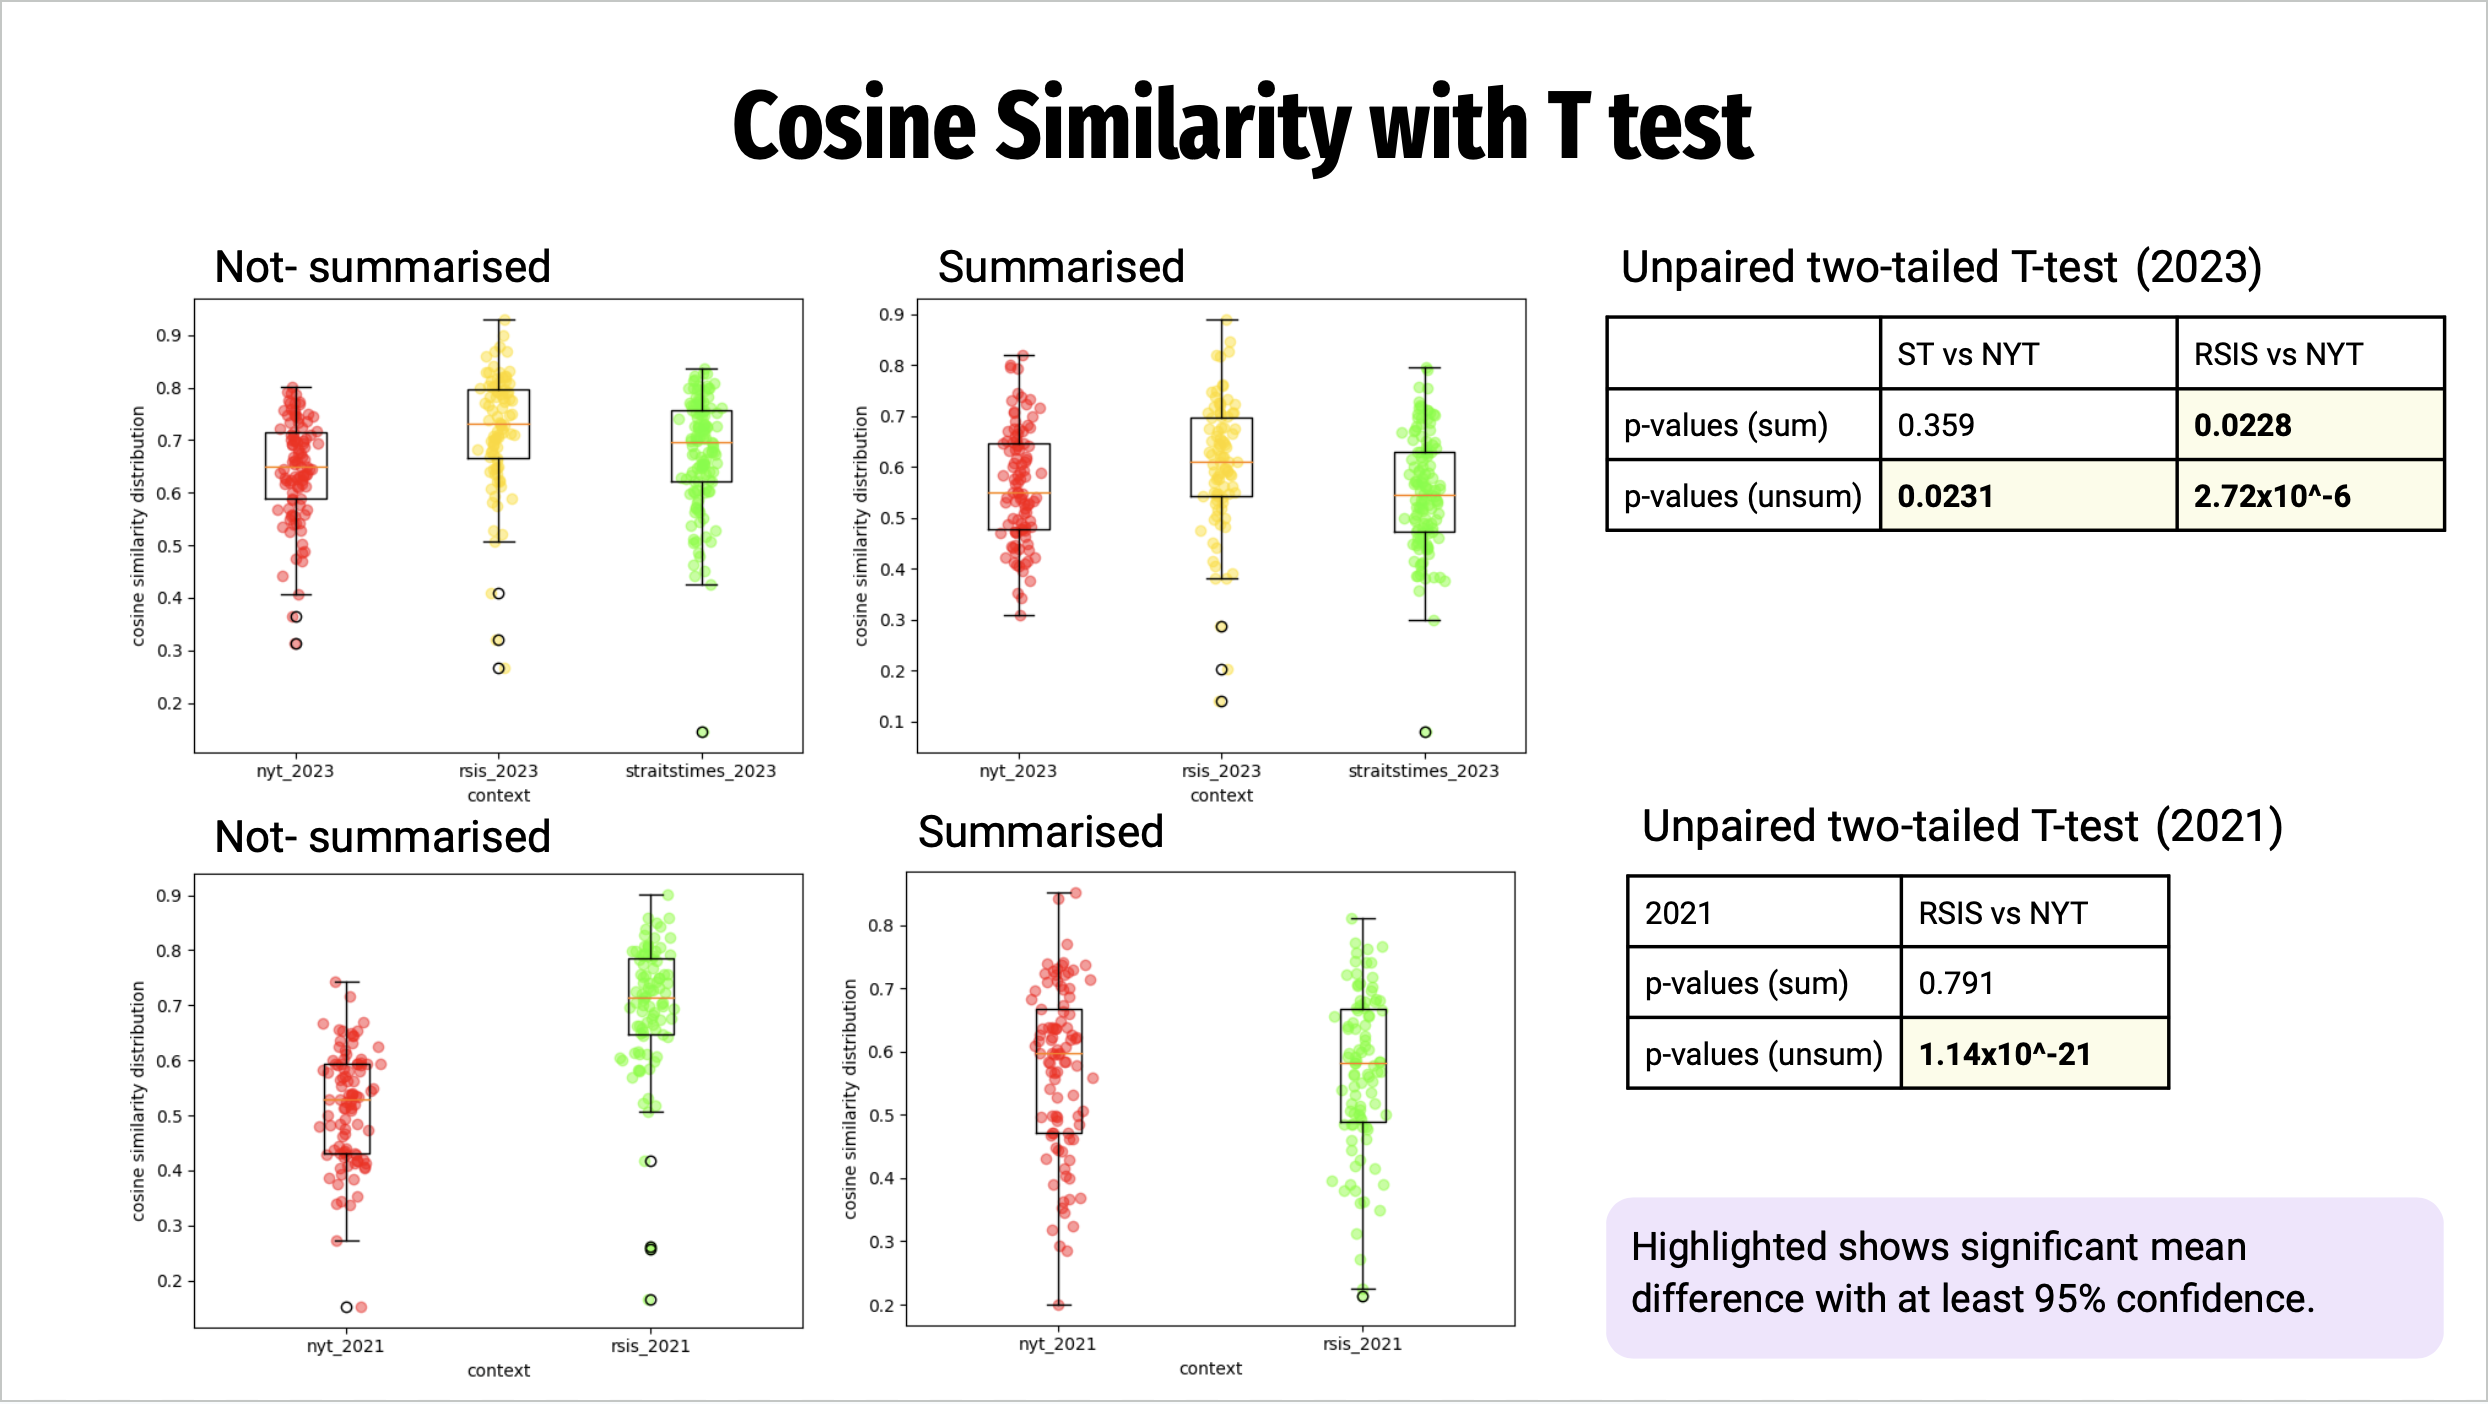 Cosine Similarity with T test
Not- summarised
0.9
0.8
0.7
0.6
0.5
0.4
0.3
0.2
cosine similarity distribution
nyt_2023
rsis_2023
straitstimes_2023
context
Summarised
0.9
0.8
0.7
0.6
0.5
0.4
0.3
0.2
0.1
cosine similarity distribution
nyt_2023
rsis_2023
straitstimes_2023
context
Unpaired two-tailed T-test (2023)
ST vs NYT
RSIS vs NYT
p-values (sum)
0.359
0.0228
p-values (unsum)
0.0231
2.72x10^-6
Not- summarised
0.9
0.8
0.7
0.6
0.5
0.4
0.3
0.2
cosine similarity distribution
nyt_2021
rsis_2021
context
Summarised
0.8
0.7
0.6
0.5
0.4
0.3
0.2
cosine similarity distribution
nyt_2021
rsis_2021
context
Unpaired two-tailed T-test (2021)
2021
RSIS vs NYT
p-values (sum)
0.791
p-values (unsum)
1.14x10^-21
Highlighted shows significant mean
difference with at least 95% confidence.